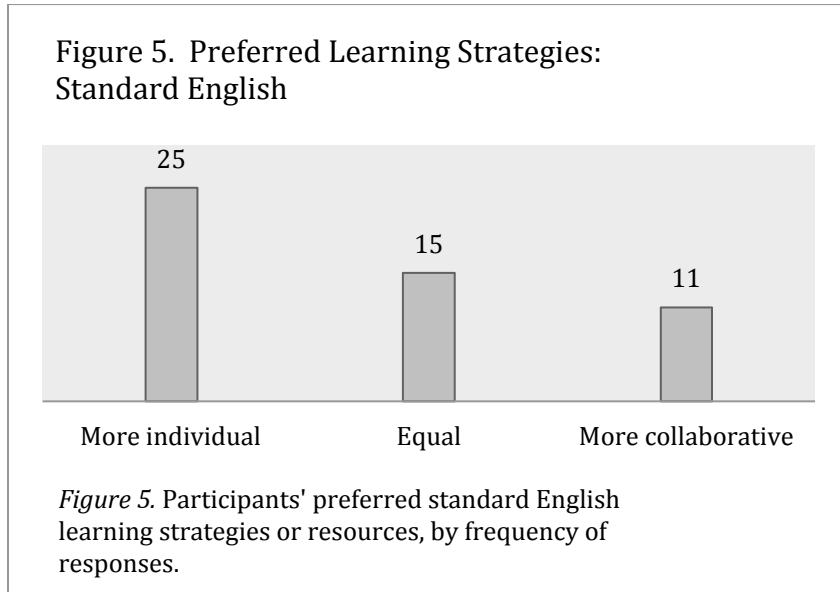 Figure 5.  Preferred Learning Strategies:
Standard English
25
15
11
More individual
Equal
More collaborative
Figure 5. Participants' preferred standard English
learning strategies or resources, by frequency of
responses.